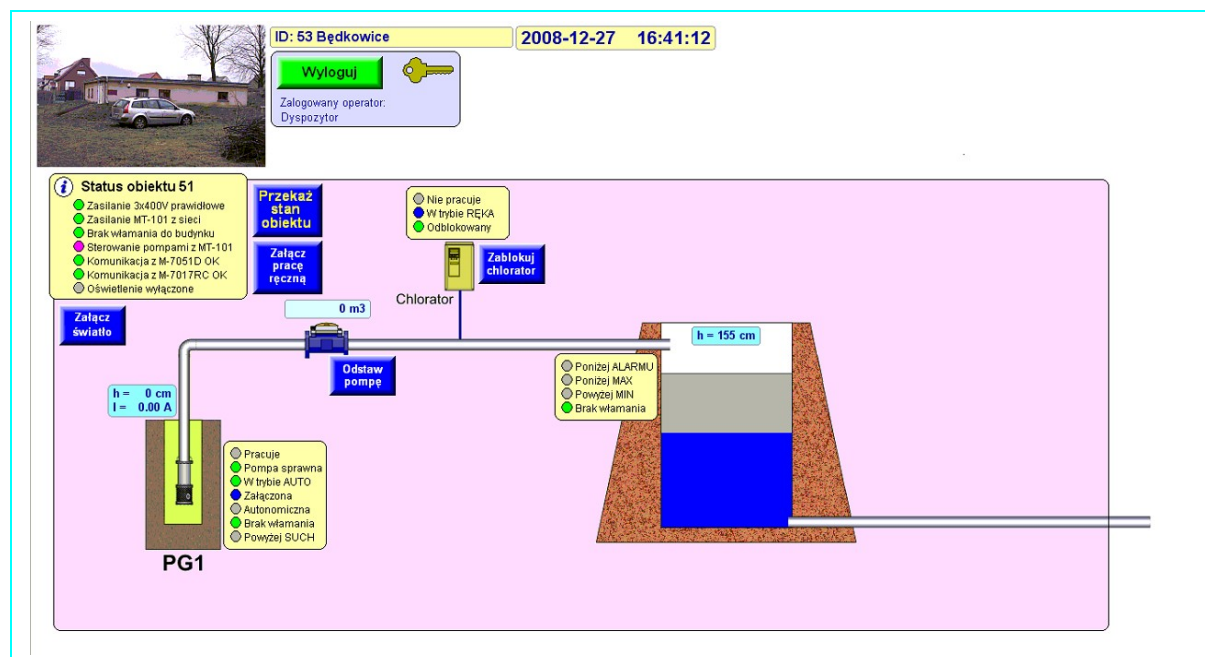 ID: 53 Będkowice
2008-12-27 16:41:12
Wyloguj
Zalogowany operator:
Dyspozytor
i
Status obiektu 51
Zasilanie 3x400V prawidłowe
Zasilanie MT-101 z sieci
Brak włamania do budynku
Sterowanie pompami z MT-101
Komunikacja z M-7051D OK
Komunikacja z M-7017RC OK
Oświetlenie wyłączone
Przekaż
stan
obiektu
Załącz
pracę
ręczną
Załącz
światło
Nie pracuje
W trybie RĘKA
Odblokowany
Zablokuj
chlorator
Chlorator
0 m3
Odstaw
pompę
h = 155 cm
Poniżej ALARMU
Poniżej MAX
Powyżej MIN
Brak włamania
h = 0 cm
I = 0.00 A
Pracuje
Pompa sprawna
W trybie AUTO
Załączona
Autonomiczna
Brak włamania
Powyżej SUCH
PG1